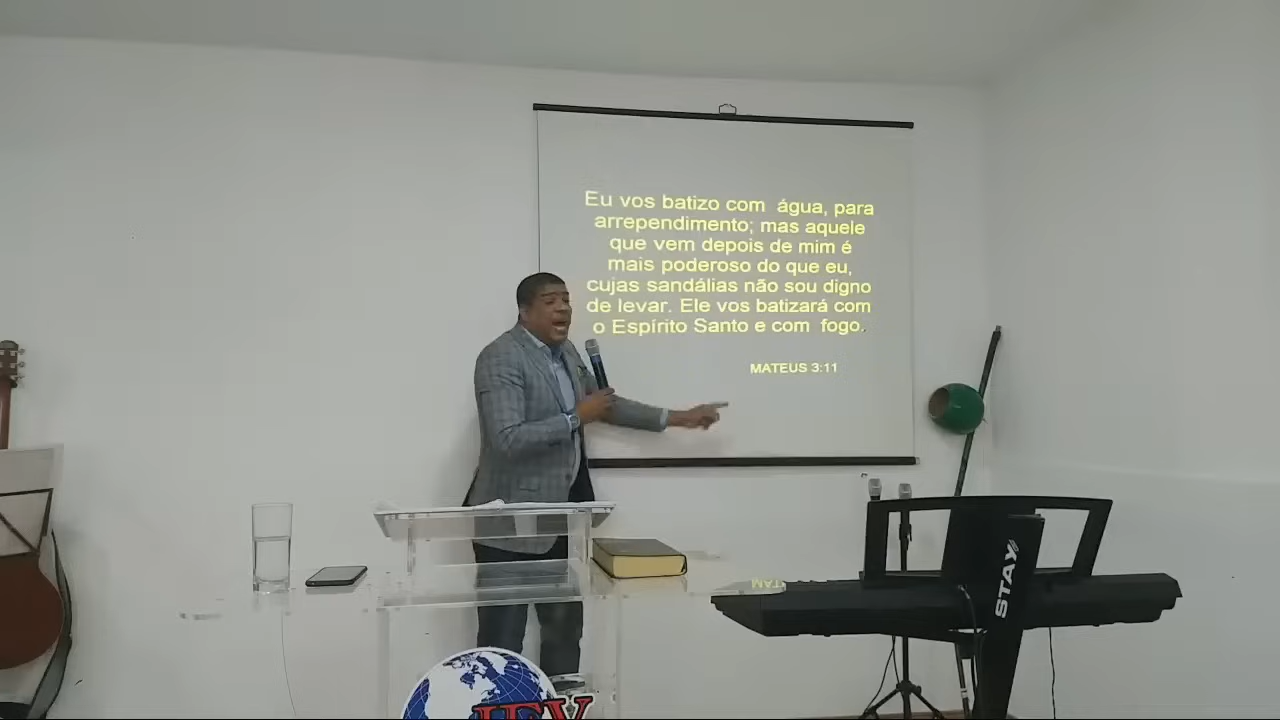 Eu vos batizo com água, para
arrependimento; mas aquele
que vem depois de mim é
mais poderoso do que eu,
cujas sandálias não sou digno
de levar. Ele vos batizará com
o Espírito Santo e com fogo.
MATEUS 3:11
STAY